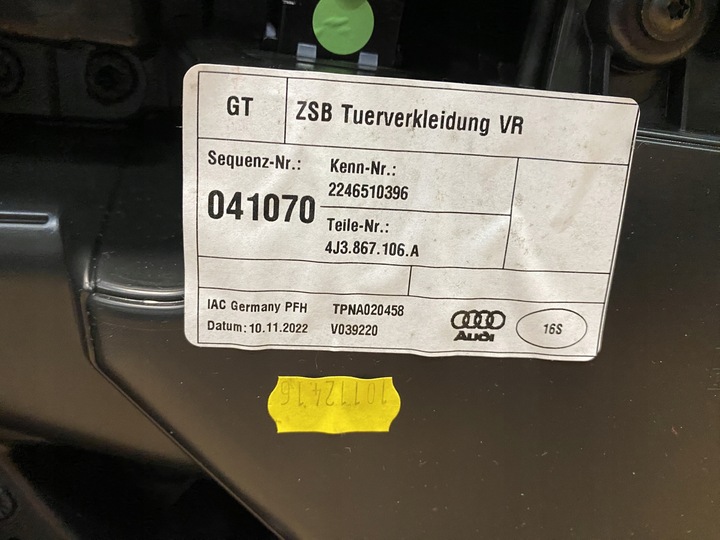 GT
ZSB Tuerverkleidung VR
Sequenz-Nr.:
041070
Kenn-Nr.:
2246510396
Teile-Nr.:
4J3.867.106.A
IAC Germany PFH TPNA020458
Datum: 10.11.2022 V039220
Audi
16S
10112416